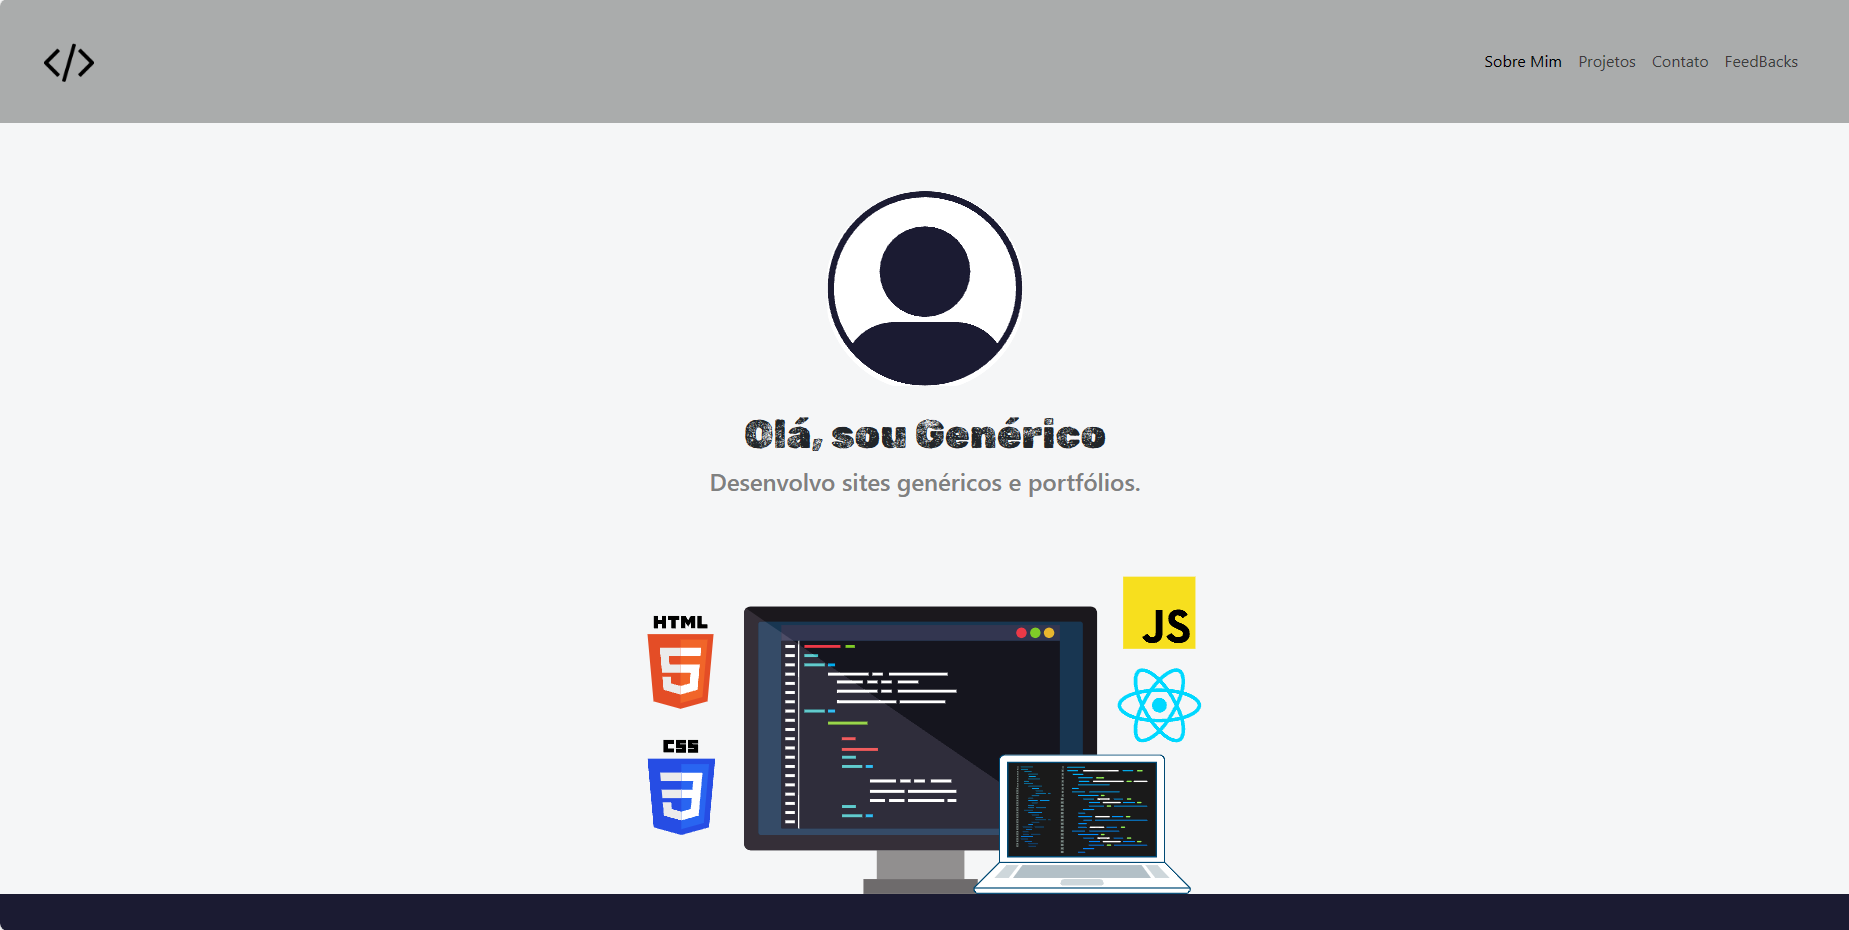 </>
Sobre Mim Projetos Contato FeedBacks
Olá, sou Genérico
Desenvolvo sites genéricos e portfólios.
HTML
5
CSS
3
JS